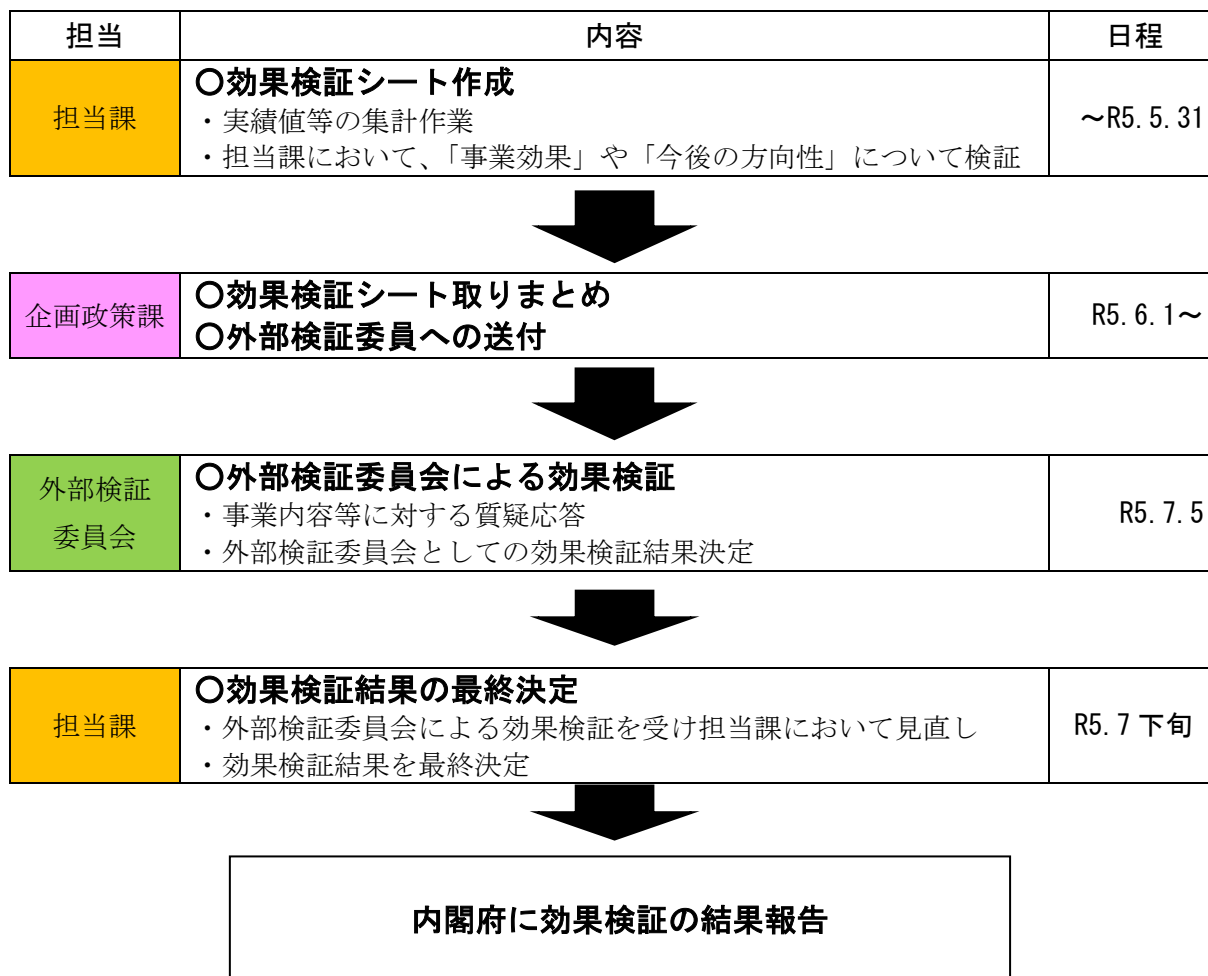 担当 内容 日程
担当課
〇効果検証シート作成
・実績値等の集計作業
・担当課において、「事業効果」や「今後の方向性」について検証
～R5.5.31
企画政策課
〇効果検証シート取りまとめ
〇外部検証委員への送付
R5.6.1～
外部検証
委員会
〇外部検証委員会による効果検証
・事業内容等に対する質疑応答
・外部検証委員会としての効果検証結果決定
R5.7.5
担当課
〇効果検証結果の最終決定
・外部検証委員会による効果検証を受け担当課において見直し
・効果検証結果を最終決定
R5.7下旬
内閣府に効果検証の結果報告